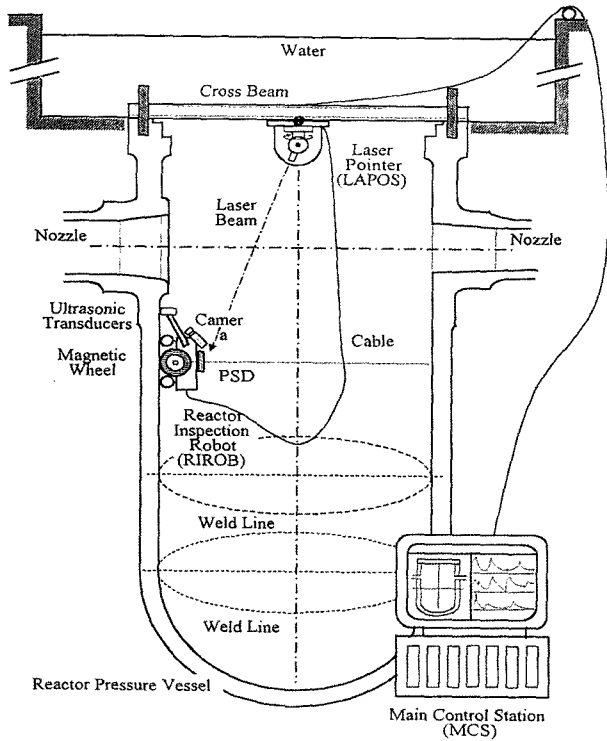 Water
Cross Beam
Laser
Pointer
(LAPOS)
Laser
Beam
Nozzle
Nozzle
Ultrasonic
Transducers
Camer
a
Magnetic
Wheel
Cable
PSD
Reactor
Inspection
Robot
(RIROB)
Weld Line
Weld Line
Reactor Pressure Vessel
Main Control Station
(MCS)